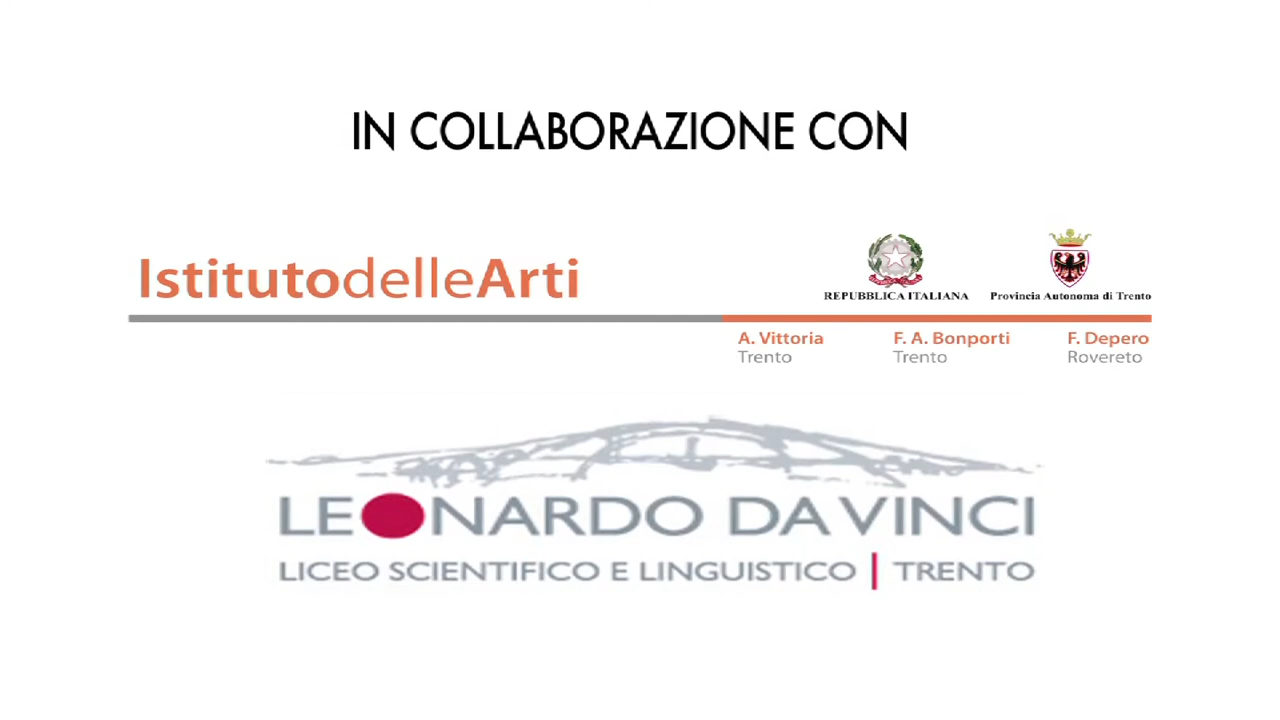 IN COLLABORAZIONE CON
IstitutodelleArti
REPUBBLICA ITALIANA
Provincia Autonoma di Trento
A. Vittoria
Trento
F. A. Bonporti
Trento
F. Depero
Rovereto
LEONARDO DA VINCI
LICEO SCIENTIFICO E LINGUISTICO | TRENTO